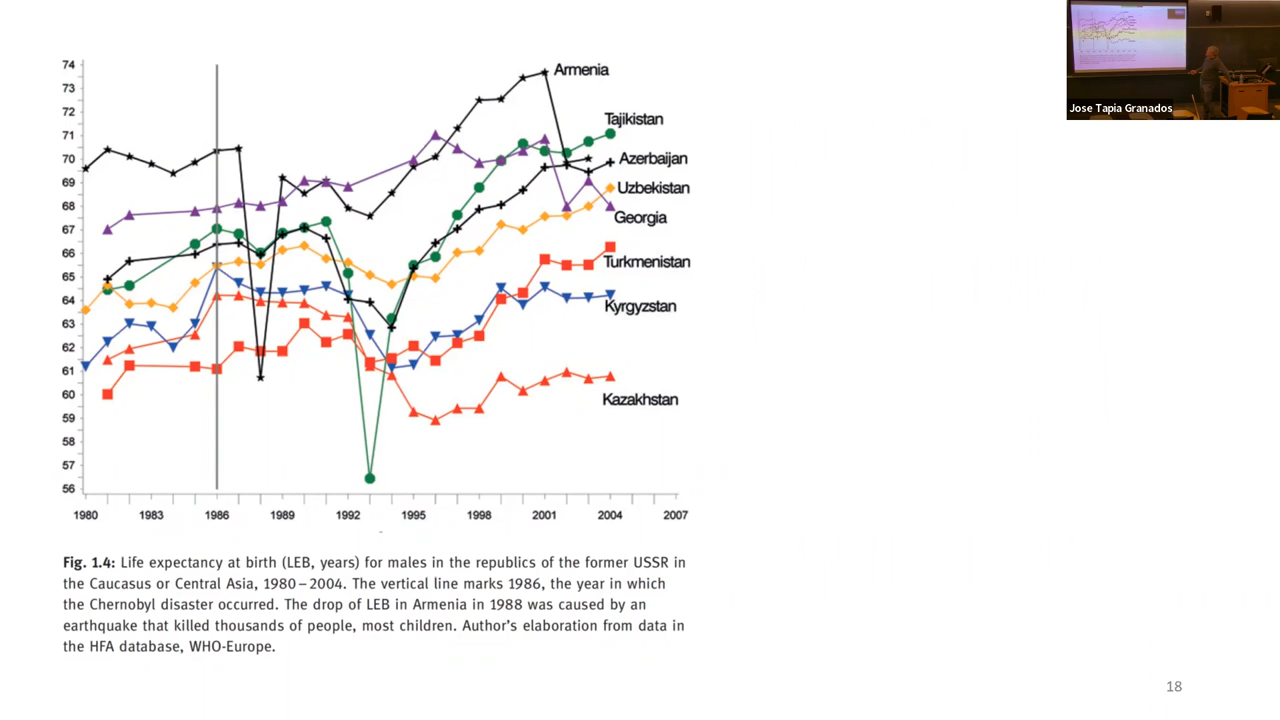 Jose Tapia Granados
74
73
72
71
70
69
68
67
66
65
64
63
62
61
60
59
58
57
56
Armenia
Tajikistan
Azerbaijan
Uzbekistan
Georgia
Turkmenistan
Kyrgyzstan
Kazakhstan
1980 1983 1986 1989 1992 1995 1998 2001 2004 2007
Fig. 1.4: Life expectancy at birth (LEB, years) for males in the republics of the former USSR in
the Caucasus or Central Asia, 1980–2004. The vertical line marks 1986, the year in which
the Chernobyl disaster occurred. The drop of LEB in Armenia in 1988 was caused by an
earthquake that killed thousands of people, most children. Author's elaboration from data in
the HFA database, WHO-Europe.
18